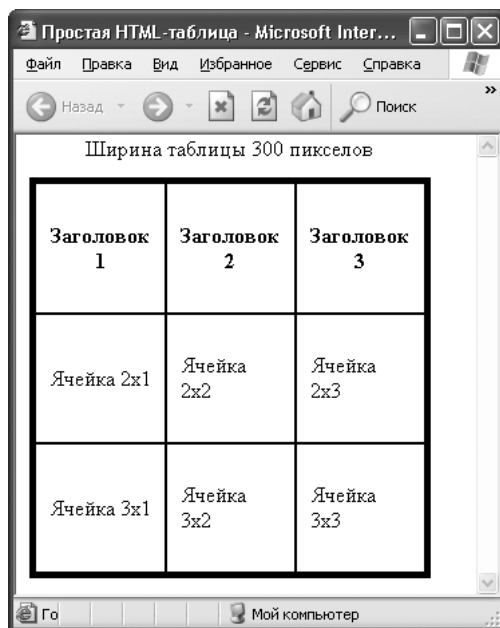 Простая HTML-таблица - Microsoft Inter...
Файл Правка Вид Избранное Сервис Справка
Назад Поиск »
Ширина таблицы 300 пикселов
Заголовок 1 Заголовок 2 Заголовок 3
Ячейка 2x1 Ячейка 2x2 Ячейка 2x3
Ячейка 3x1 Ячейка 3x2 Ячейка 3x3
Го Мой компьютер